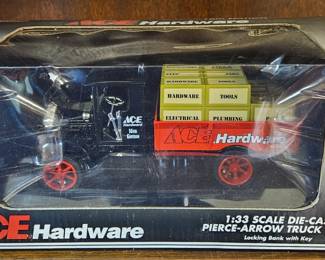 ACE Hardware
HARDWARE TOOLS
ELECTRICAL PLUMBING
ACE
ACE Hardware
1:33 SCALE DIE-CA
PIERCE-ARROW TRUCK
Locking Bank with Key
CE Hardware